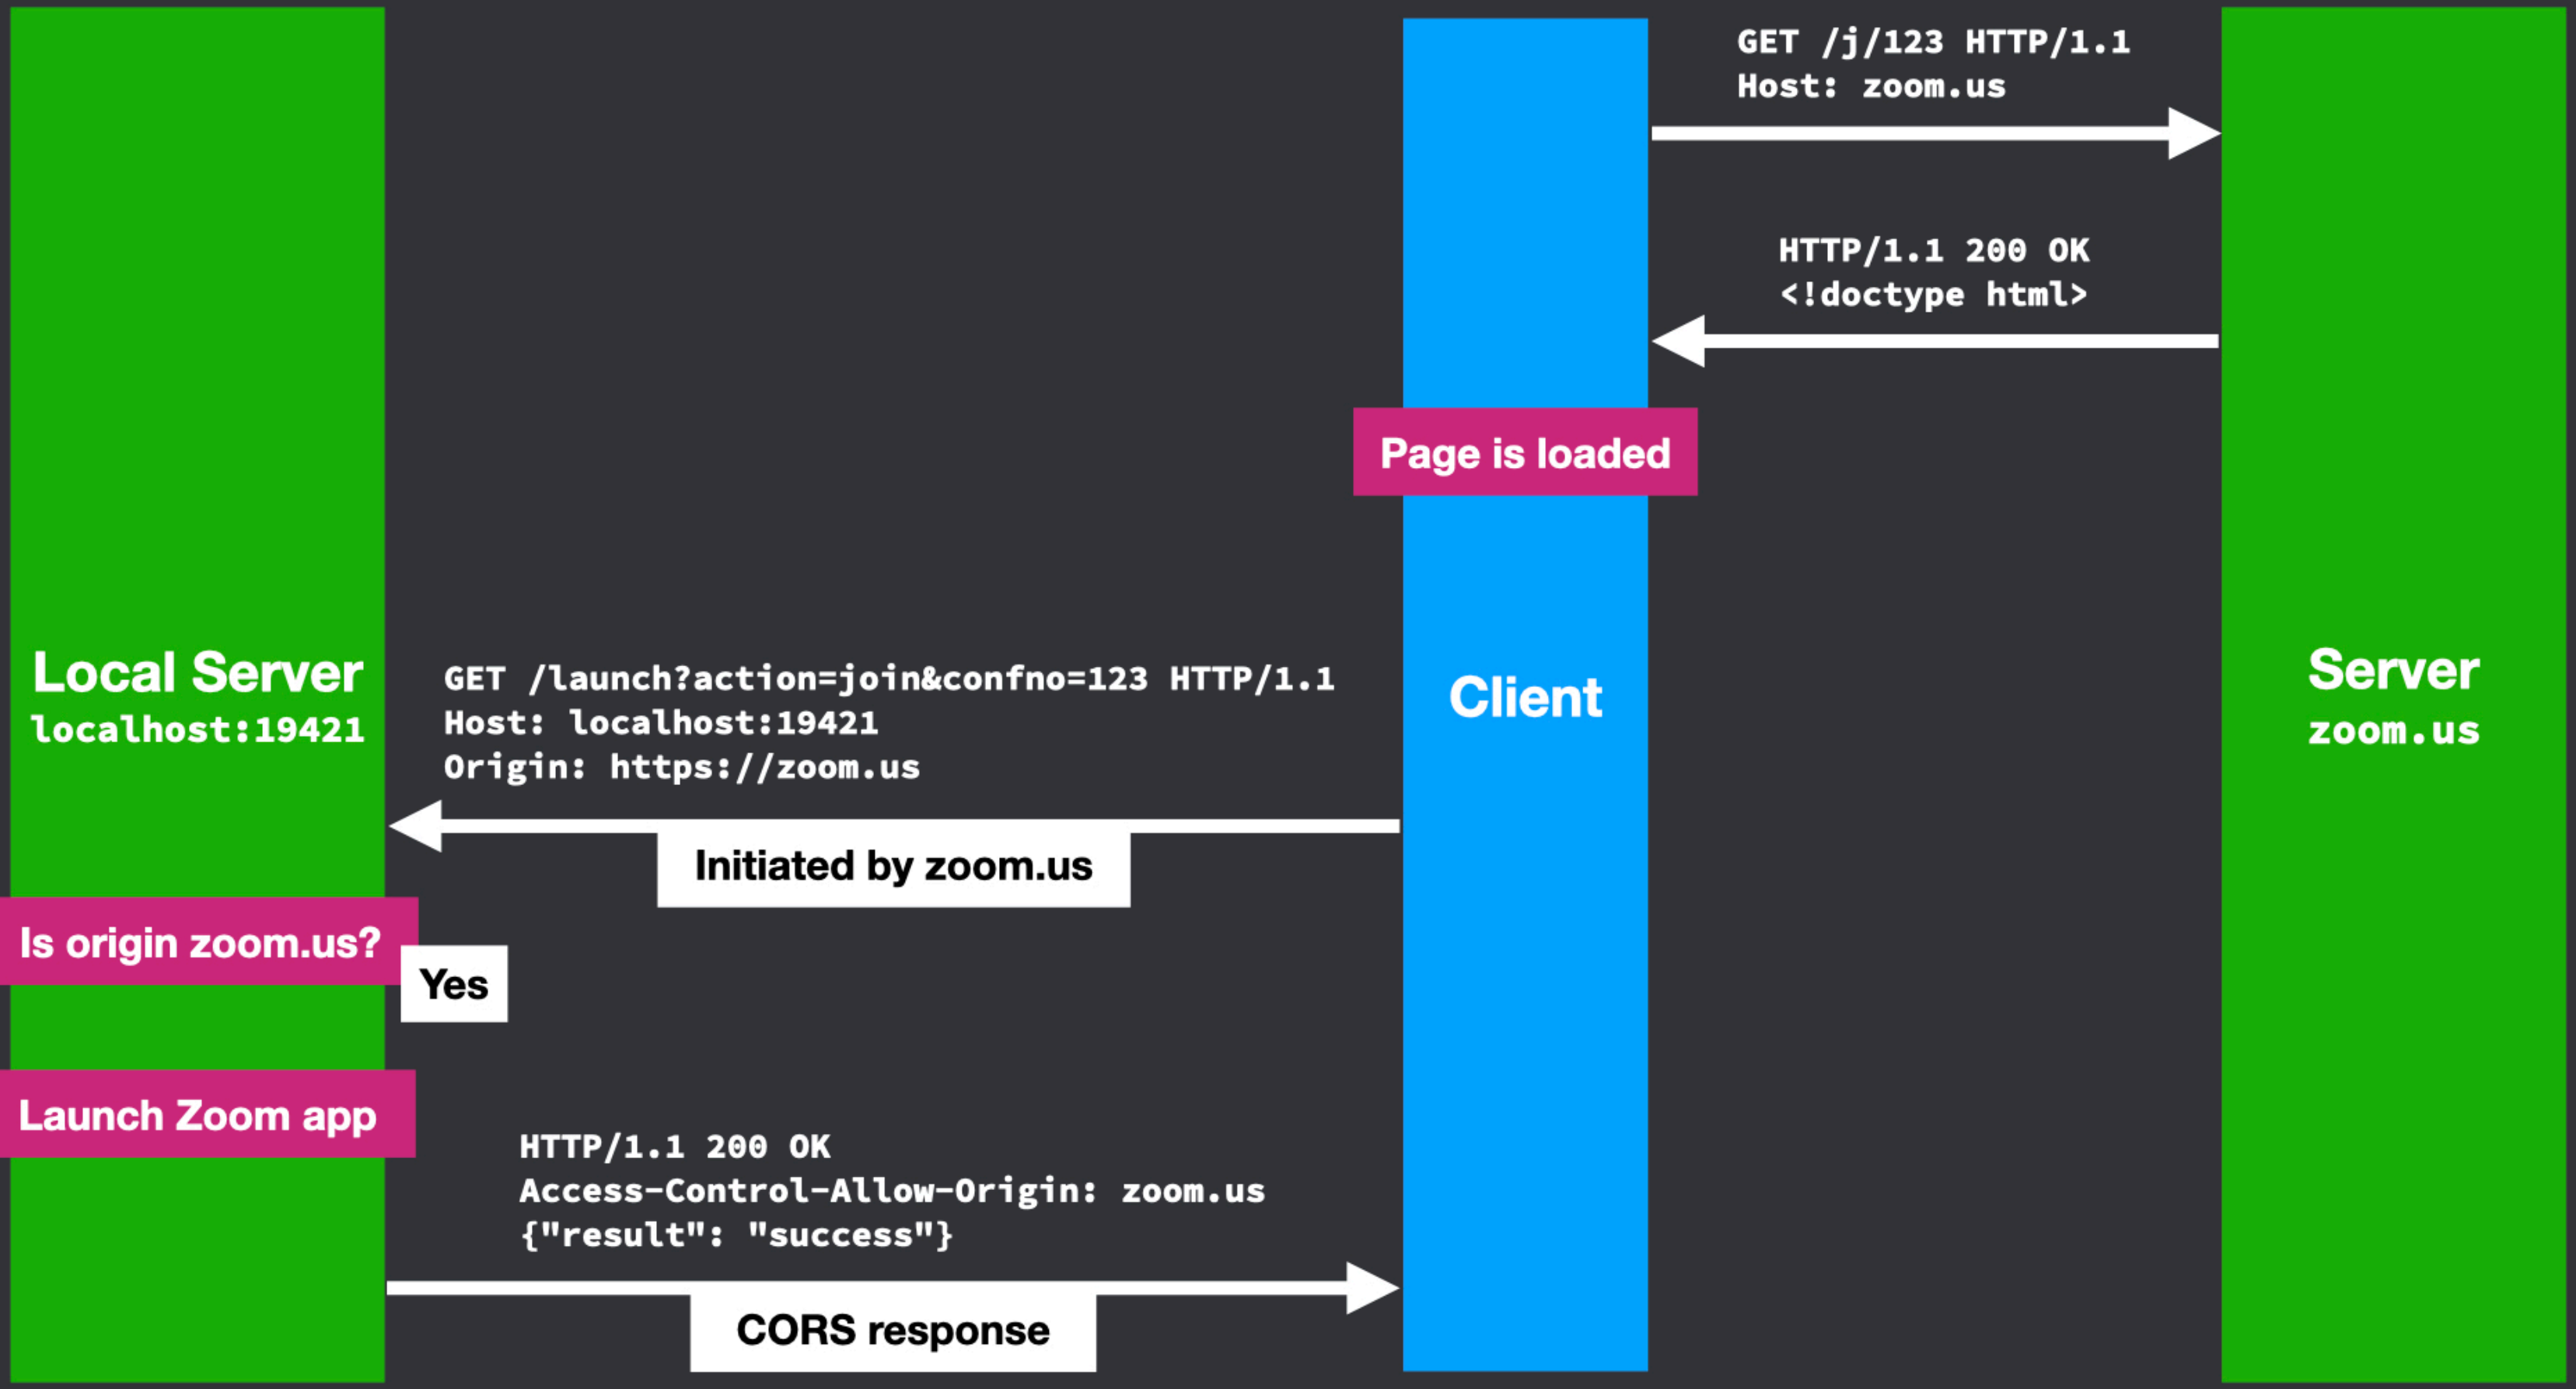 GET /j/123 HTTP/1.1
Host: zoom.us
HTTP/1.1 200 OK
<!doctype html>
Page is loaded
Local Server
localhost:19421
GET /launch?action=join&confno=123 HTTP/1.1
Host: localhost:19421
Origin: https://zoom.us
Initiated by zoom.us
Client
Server
zoom.us
Is origin zoom.us?
Yes
Launch Zoom app
HTTP/1.1 200 OK
Access-Control-Allow-Origin: zoom.us
{"result": "success"}
CORS response